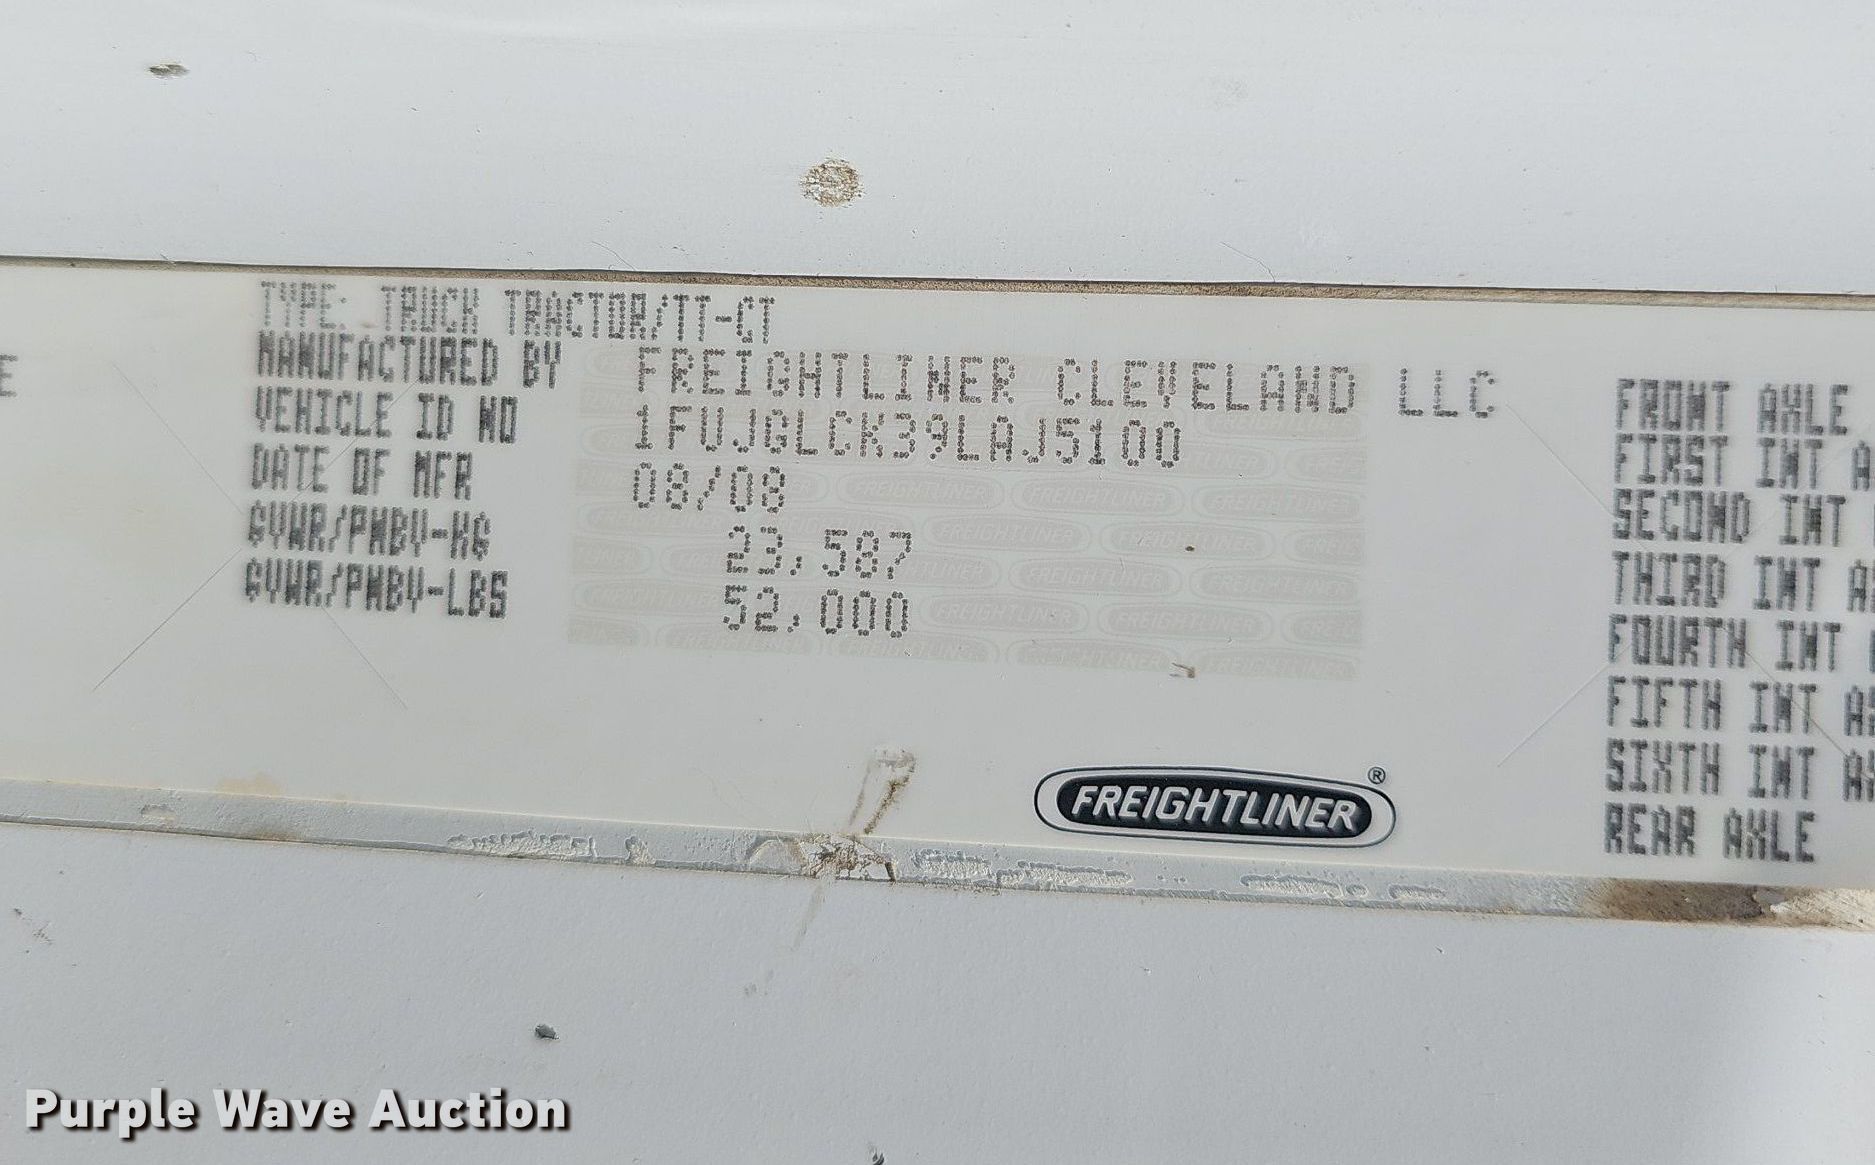 TYPE: TRUCK TRACTOR/TT-CT
MANUFACTURED BY FREIGHTLINER CLEVELAND LLC
VEHICLE ID NO 1FUJGLCK39LAJ5100
DATE OF MFR 08/08
GVWR/PNBV-KG 23,587
GVWR/PNBV-LBS 52,000
FRONT AXLE
FIRST INT
SECOND INT
THIRD INT
FOURTH INT
FIFTH INT
SIXTH INT
REAR AXLE
FREIGHTLINER®
Purple Wave Auction